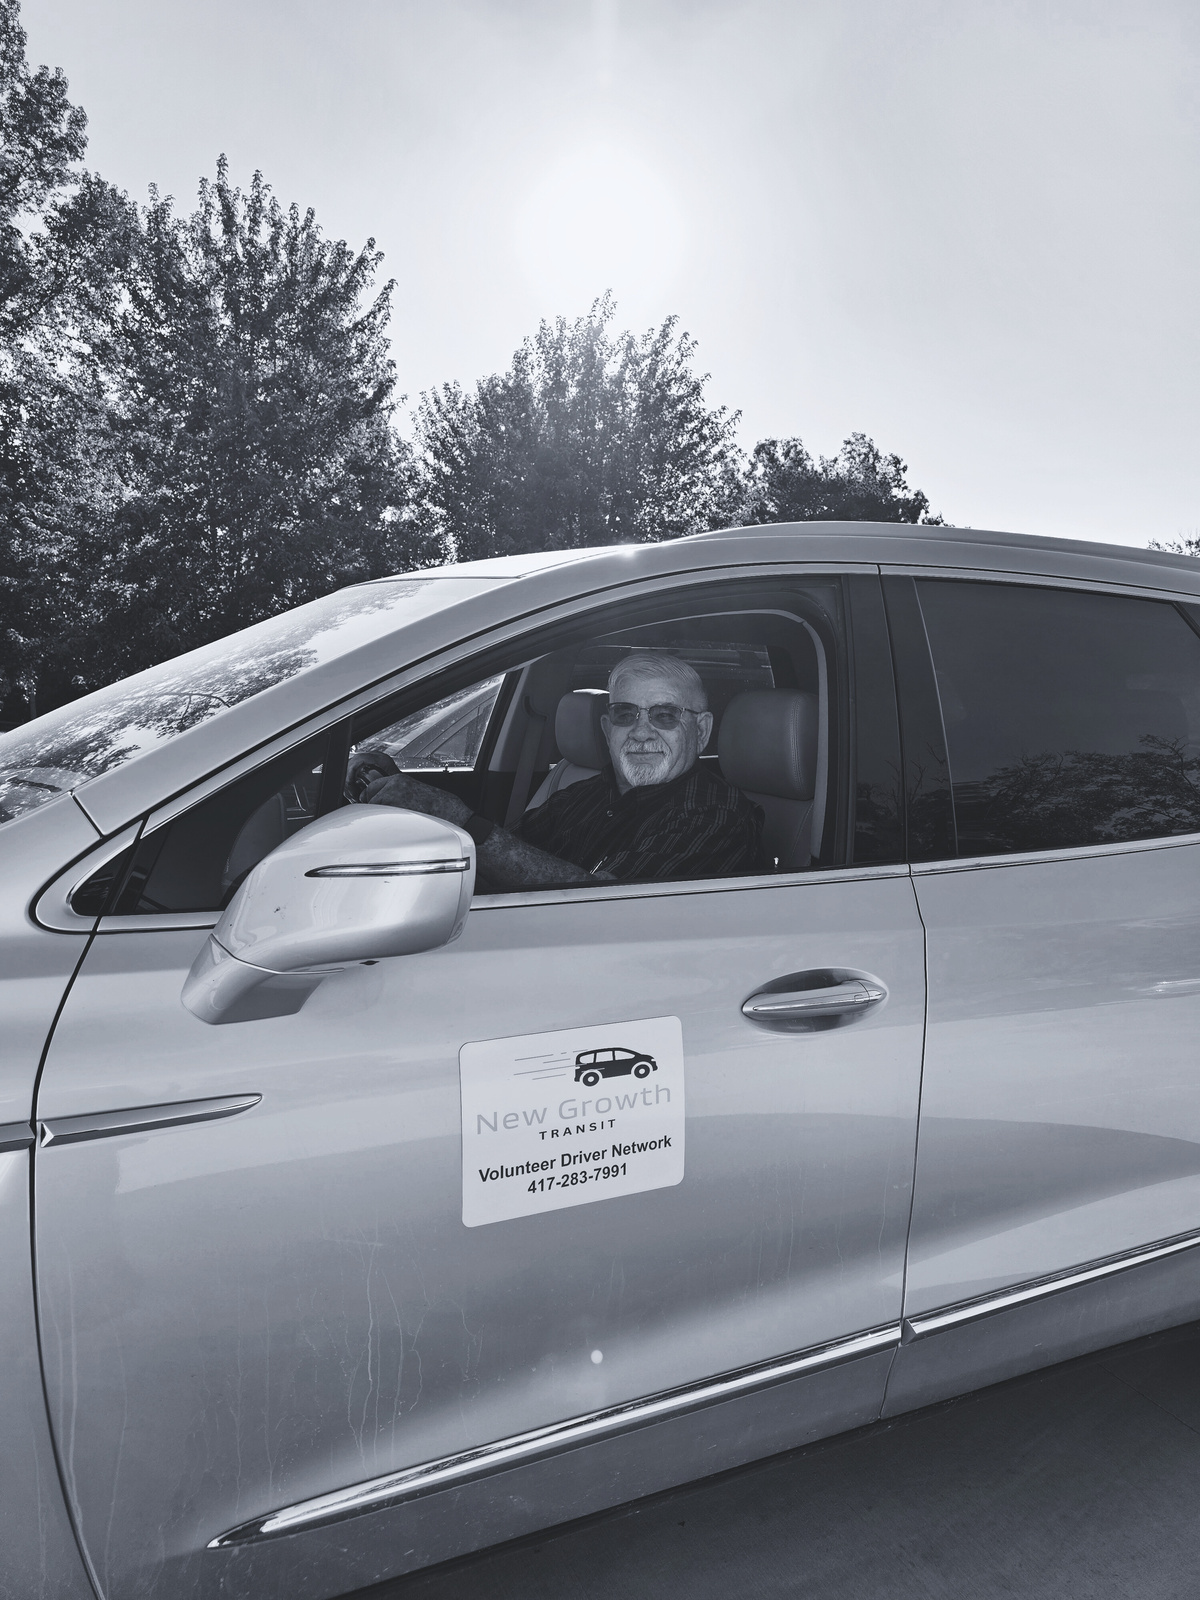 New Growth
TRANSIT
Volunteer Driver Network
417-283-7991